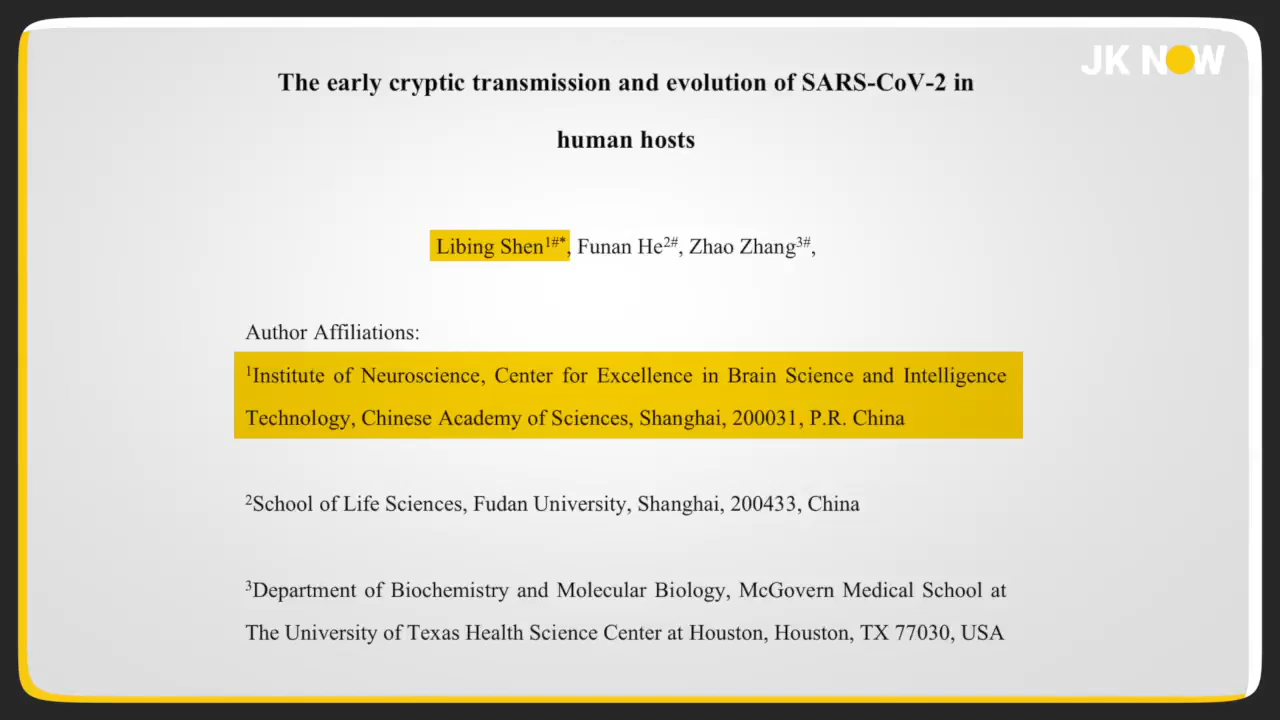 JK NOW
The early cryptic transmission and evolution of SARS-CoV-2 in
human hosts
Libing Shen1#*, Funan He2#, Zhao Zhang3#,
Author Affiliations:
1Institute of Neuroscience, Center for Excellence in Brain Science and Intelligence
Technology, Chinese Academy of Sciences, Shanghai, 200031, P.R. China
2School of Life Sciences, Fudan University, Shanghai, 200433, China
3Department of Biochemistry and Molecular Biology, McGovern Medical School at
The University of Texas Health Science Center at Houston, Houston, TX 77030, USA